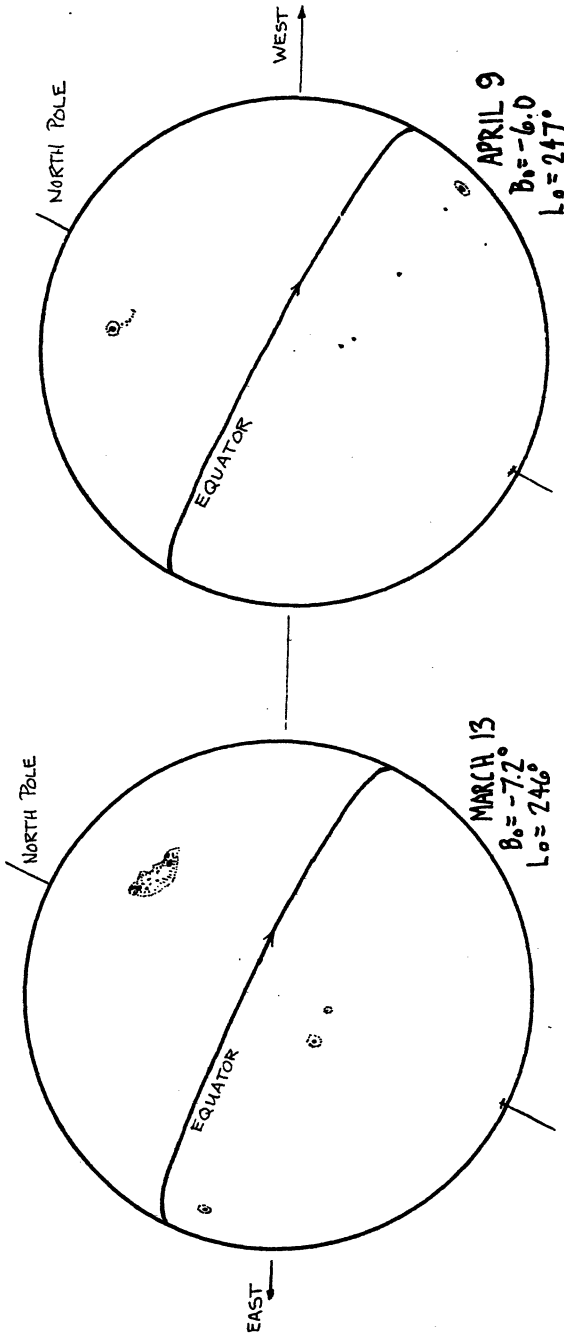 NORTH POLE
WEST
EQUATOR
APRIL 9
B₀ = -6.0
L₀ = 247°
NORTH POLE
EAST
EQUATOR
MARCH 13
B₀ = -7.2°
L₀ = 246°